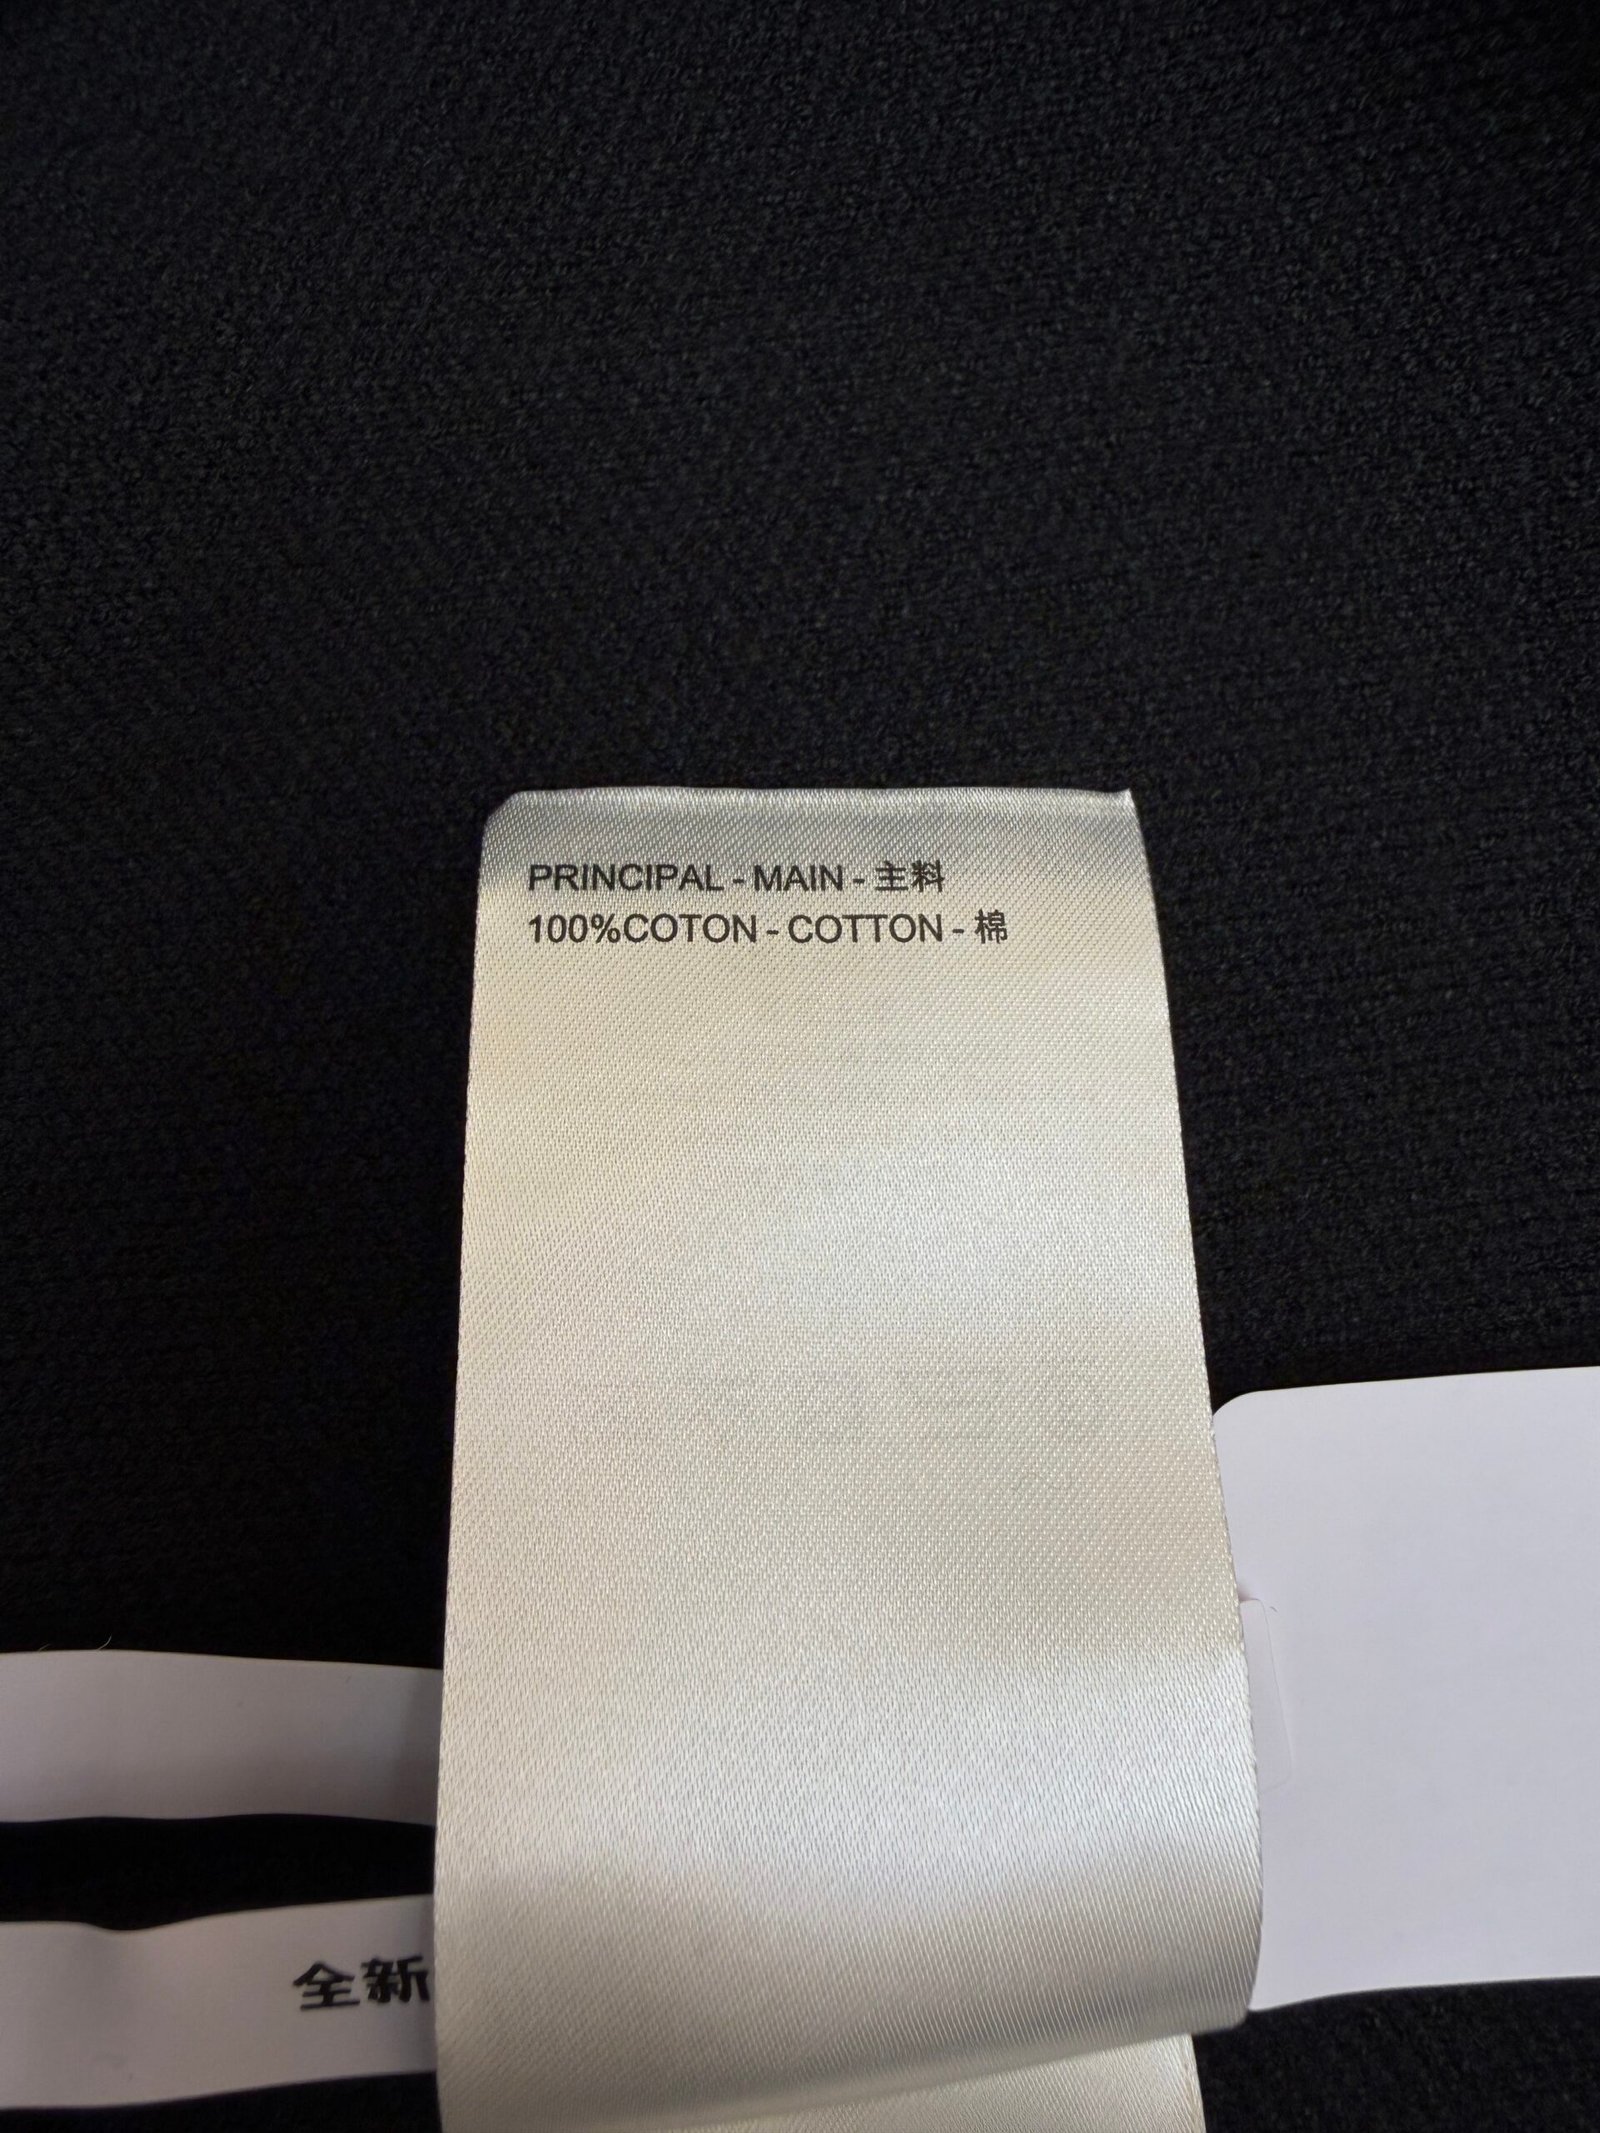 PRINCIPAL - MAIN - 主料
100%COTON - COTTON - 棉
全新